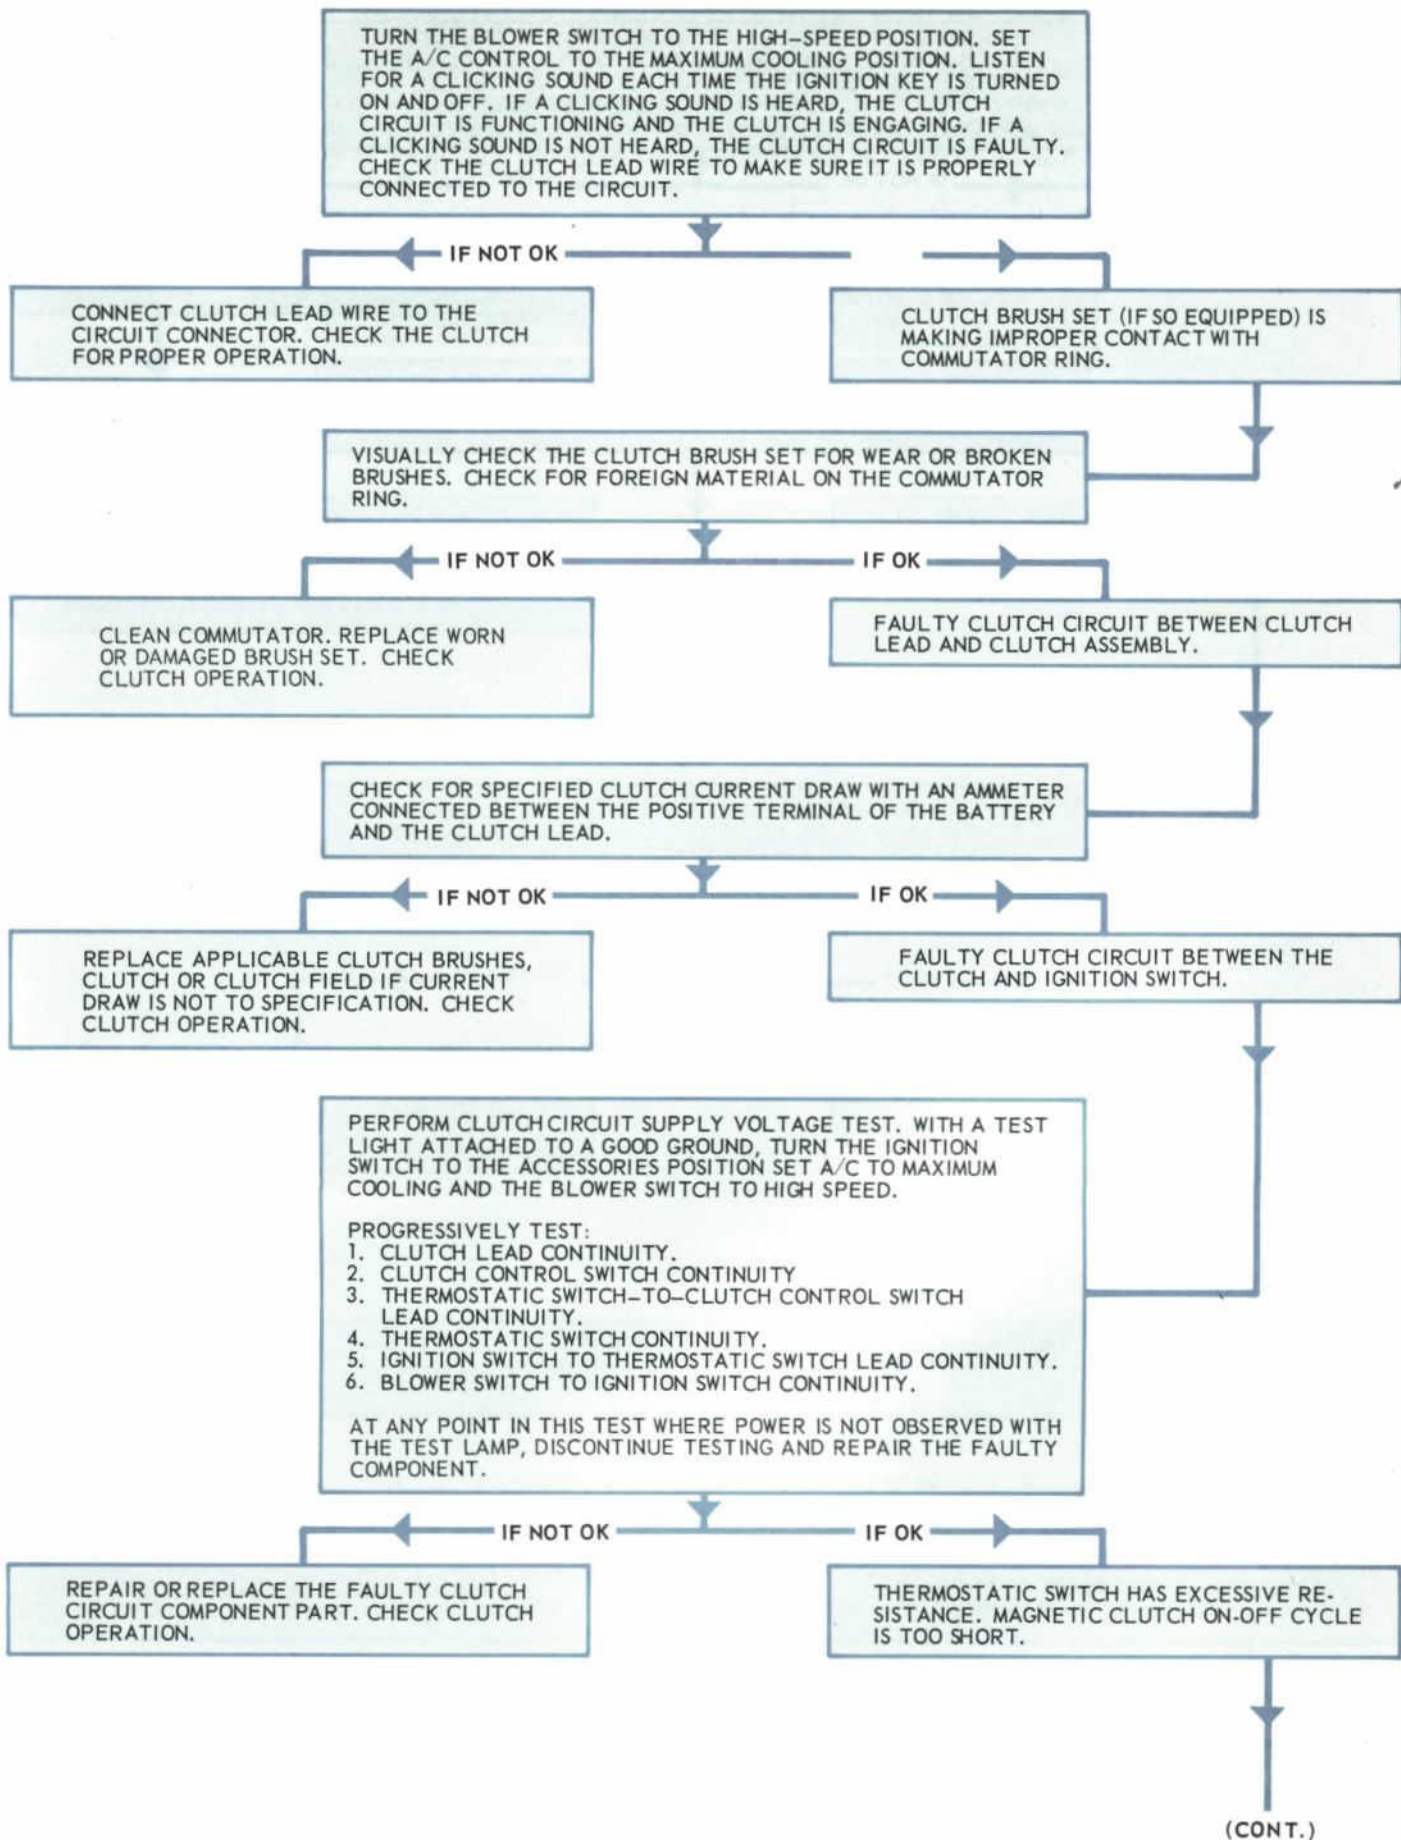 TURN THE BLOWER SWITCH TO THE HIGH-SPEED POSITION. SET
THE A/C CONTROL TO THE MAXIMUM COOLING POSITION. LISTEN
FOR A CLICKING SOUND EACH TIME THE IGNITION KEY IS TURNED
ON AND OFF. IF A CLICKING SOUND IS HEARD, THE CLUTCH
CIRCUIT IS FUNCTIONING AND THE CLUTCH IS ENGAGING. IF A
CLICKING SOUND IS NOT HEARD, THE CLUTCH CIRCUIT IS FAULTY.
CHECK THE CLUTCH LEAD WIRE TO MAKE SURE IT IS PROPERLY
CONNECTED TO THE CIRCUIT.
IF NOT OK
CONNECT CLUTCH LEAD WIRE TO THE
CIRCUIT CONNECTOR. CHECK THE CLUTCH
FOR PROPER OPERATION.
CLUTCH BRUSH SET (IF SO EQUIPPED) IS
MAKING IMPROPER CONTACT WITH
COMMUTATOR RING.
VISUALLY CHECK THE CLUTCH BRUSH SET FOR WEAR OR BROKEN
BRUSHES. CHECK FOR FOREIGN MATERIAL ON THE COMMUTATOR
RING.
IF NOT OK
IF OK
CLEAN COMMUTATOR. REPLACE WORN
OR DAMAGED BRUSH SET. CHECK
CLUTCH OPERATION.
FAULTY CLUTCH CIRCUIT BETWEEN CLUTCH
LEAD AND CLUTCH ASSEMBLY.
CHECK FOR SPECIFIED CLUTCH CURRENT DRAW WITH AN AMMETER
CONNECTED BETWEEN THE POSITIVE TERMINAL OF THE BATTERY
AND THE CLUTCH LEAD.
IF NOT OK
IF OK
REPLACE APPLICABLE CLUTCH BRUSHES,
CLUTCH OR CLUTCH FIELD IF CURRENT
DRAW IS NOT TO SPECIFICATION. CHECK
CLUTCH OPERATION.
FAULTY CLUTCH CIRCUIT BETWEEN THE
CLUTCH AND IGNITION SWITCH.
PERFORM CLUTCH CIRCUIT SUPPLY VOLTAGE TEST. WITH A TEST
LIGHT ATTACHED TO A GOOD GROUND, TURN THE IGNITION
SWITCH TO THE ACCESSORIES POSITION SET A/C TO MAXIMUM
COOLING AND THE BLOWER SWITCH TO HIGH SPEED.
PROGRESSIVELY TEST:
1. CLUTCH LEAD CONTINUITY.
2. CLUTCH CONTROL SWITCH CONTINUITY
3. THERMOSTATIC SWITCH-TO-CLUTCH CONTROL SWITCH
LEAD CONTINUITY.
4. THERMOSTATIC SWITCH CONTINUITY.
5. IGNITION SWITCH TO THERMOSTATIC SWITCH LEAD CONTINUITY.
6. BLOWER SWITCH TO IGNITION SWITCH CONTINUITY.
AT ANY POINT IN THIS TEST WHERE POWER IS NOT OBSERVED WITH
THE TEST LAMP, DISCONTINUE TESTING AND REPAIR THE FAULTY
COMPONENT.
IF NOT OK
IF OK
REPAIR OR REPLACE THE FAULTY CLUTCH
CIRCUIT COMPONENT PART. CHECK CLUTCH
OPERATION.
THERMOSTATIC SWITCH HAS EXCESSIVE RE-
SISTANCE. MAGNETIC CLUTCH ON-OFF CYCLE
IS TOO SHORT.
(CONT.)